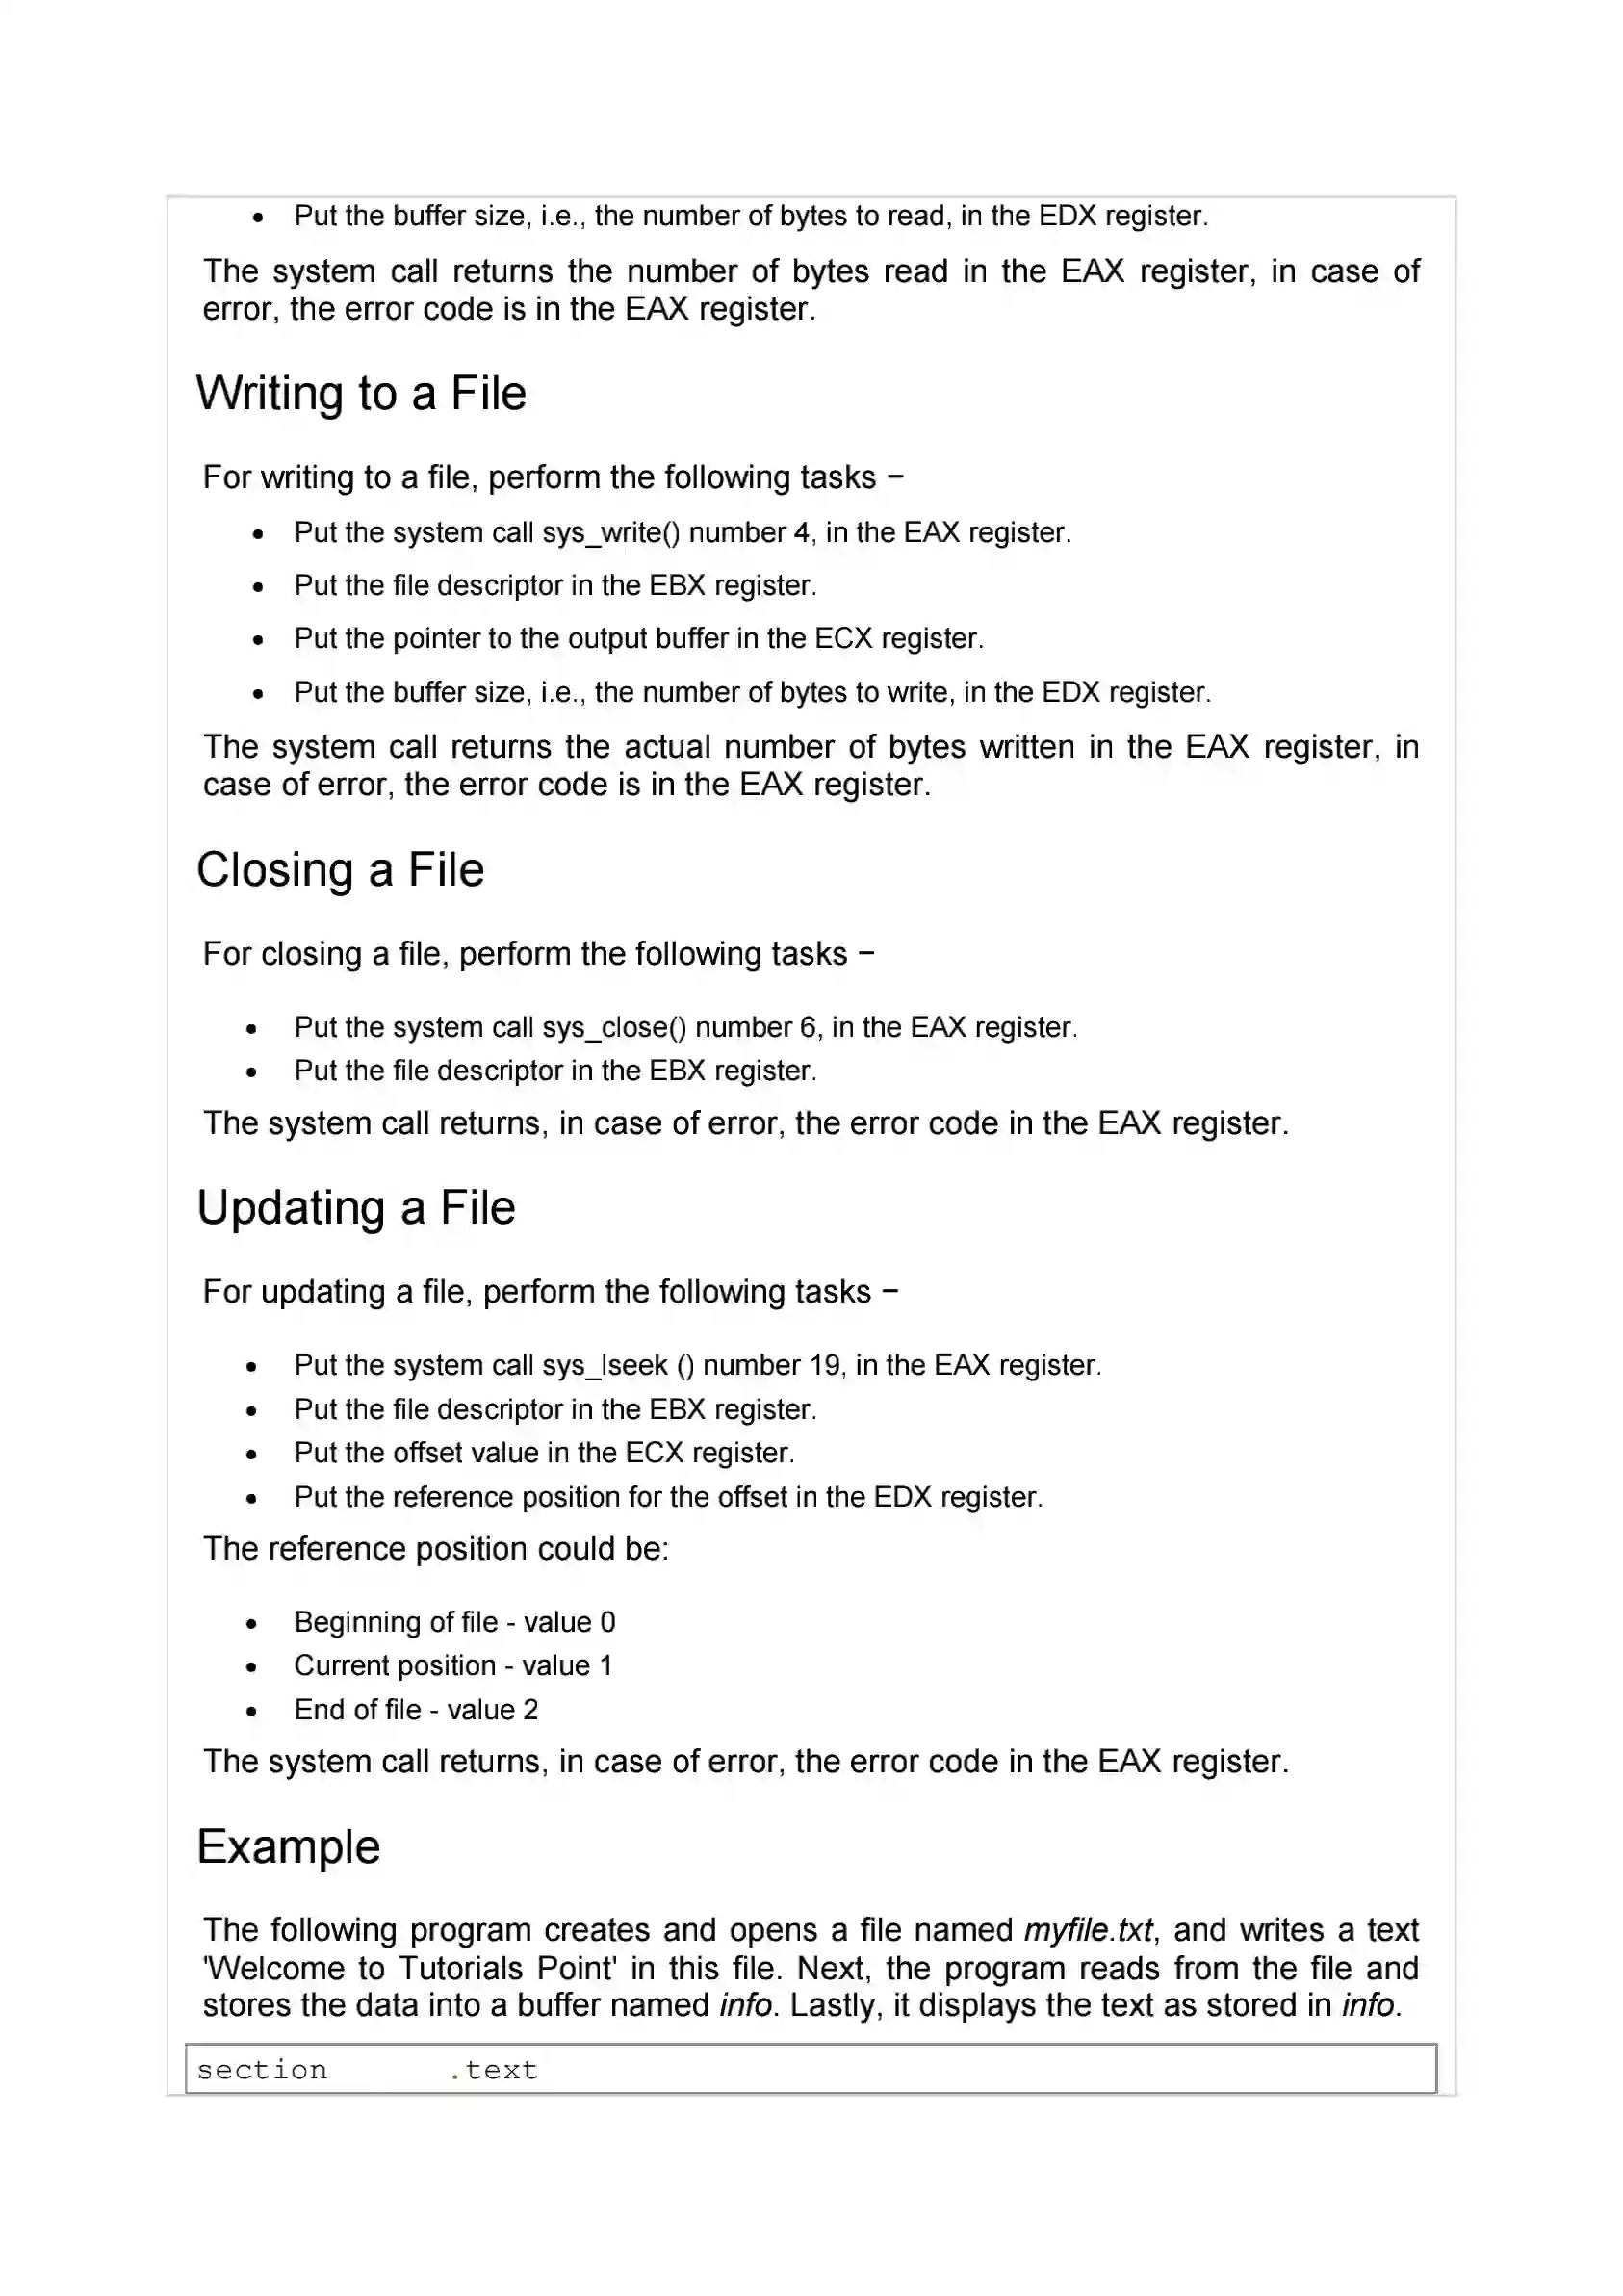 • Put the buffer size, i.e., the number of bytes to read, in the EDX register.
The system call returns the number of bytes read in the EAX register, in case of
error, the error code is in the EAX register.
Writing to a File
For writing to a file, perform the following tasks −
• Put the system call sys_write() number 4, in the EAX register.
• Put the file descriptor in the EBX register.
• Put the pointer to the output buffer in the ECX register.
• Put the buffer size, i.e., the number of bytes to write, in the EDX register.
The system call returns the actual number of bytes written in the EAX register, in
case of error, the error code is in the EAX register.
Closing a File
For closing a file, perform the following tasks −
• Put the system call sys_close() number 6, in the EAX register.
• Put the file descriptor in the EBX register.
The system call returns, in case of error, the error code in the EAX register.
Updating a File
For updating a file, perform the following tasks −
• Put the system call sys_lseek () number 19, in the EAX register.
• Put the file descriptor in the EBX register.
• Put the offset value in the ECX register.
• Put the reference position for the offset in the EDX register.
The reference position could be:
• Beginning of file - value 0
• Current position - value 1
• End of file - value 2
The system call returns, in case of error, the error code in the EAX register.
Example
The following program creates and opens a file named myfile.txt, and writes a text
'Welcome to Tutorials Point' in this file. Next, the program reads from the file and
stores the data into a buffer named info. Lastly, it displays the text as stored in info.
section .text